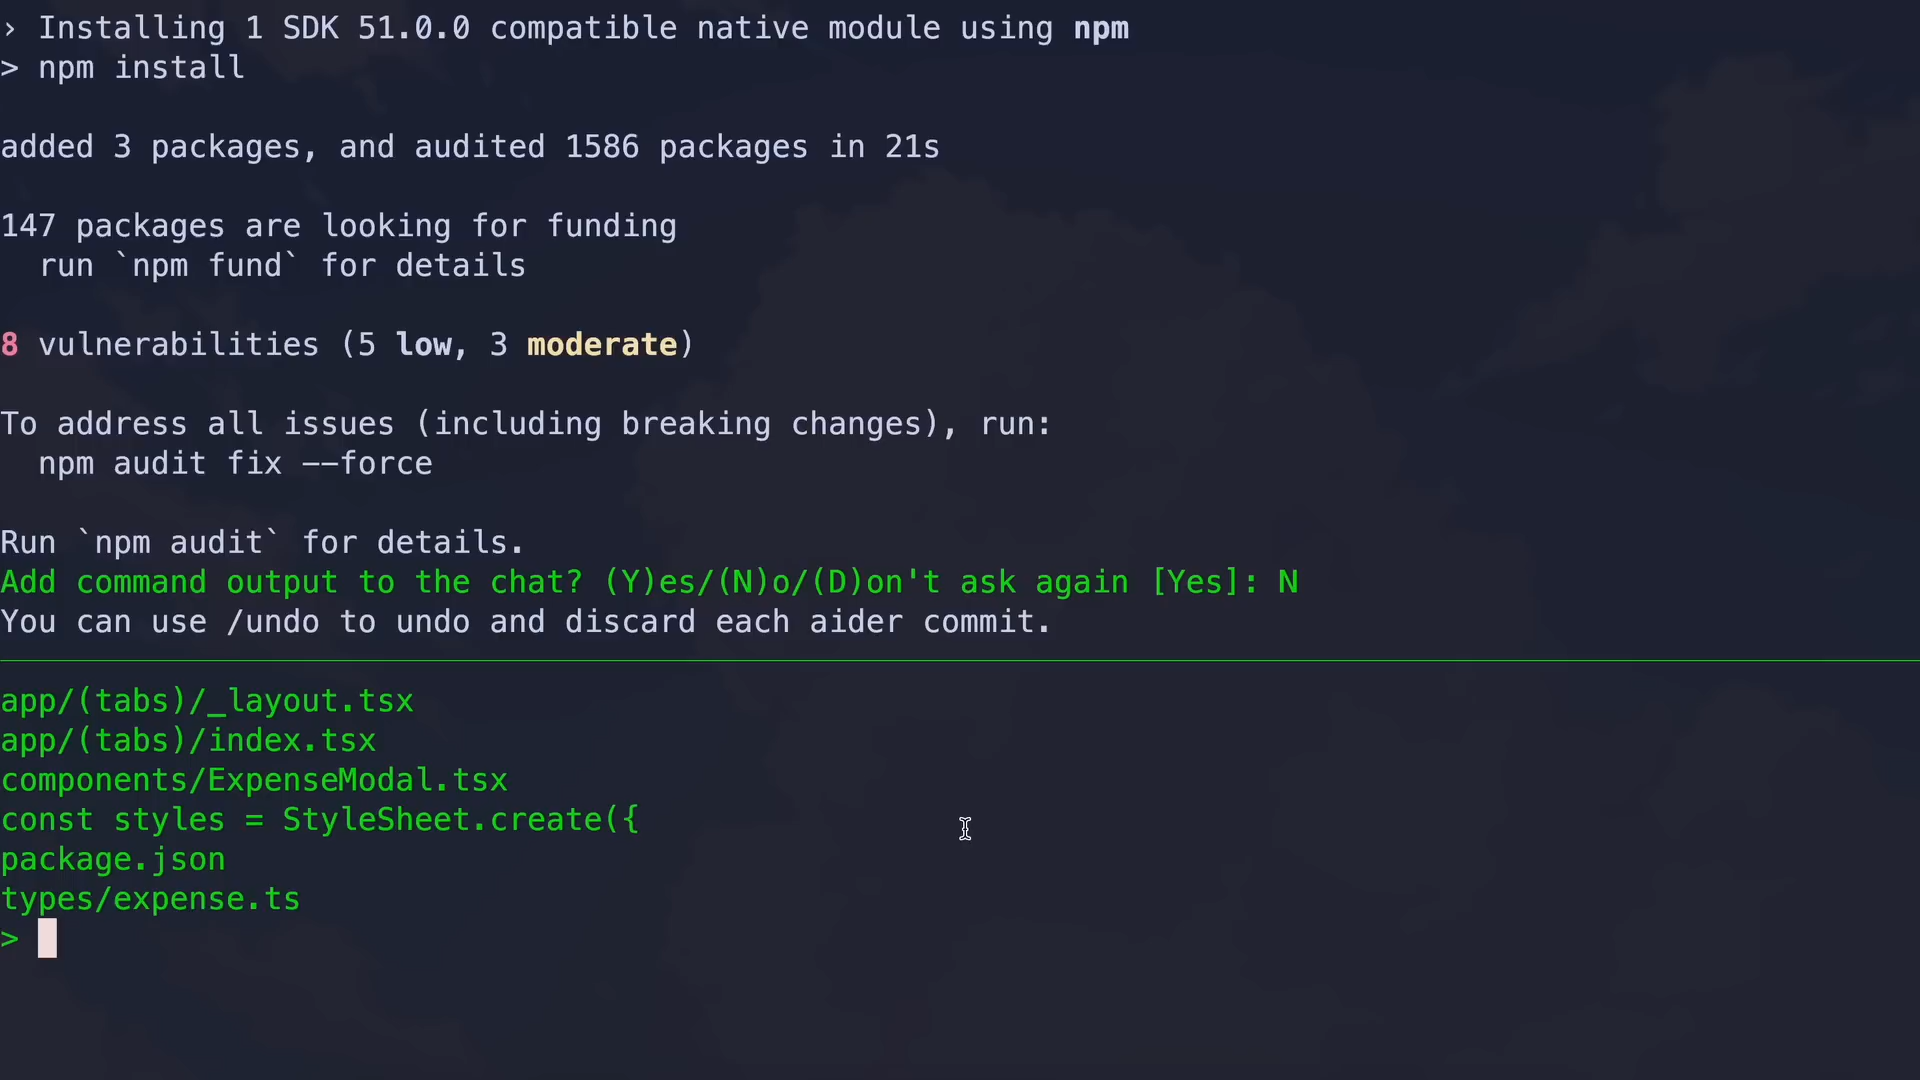 › Installing 1 SDK 51.0.0 compatible native module using npm
> npm install
added 3 packages, and audited 1586 packages in 21s
147 packages are looking for funding
  run `npm fund` for details
8 vulnerabilities (5 low, 3 moderate)
To address all issues (including breaking changes), run:
  npm audit fix --force
Run `npm audit` for details.
Add command output to the chat? (Y)es/(N)o/(D)on't ask again [Yes]: N
You can use /undo to undo and discard each aider commit.
app/(tabs)/_layout.tsx
app/(tabs)/index.tsx
components/ExpenseModal.tsx
const styles = StyleSheet.create({
package.json
types/expense.ts
>